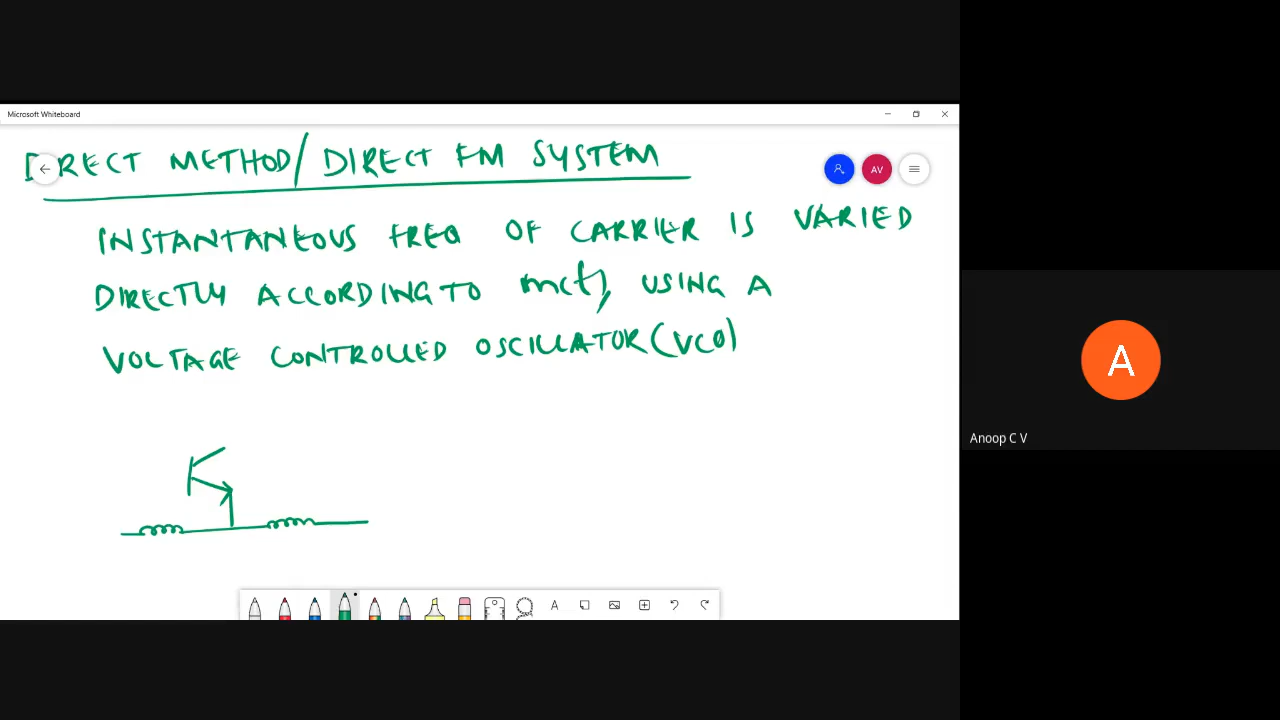 Microsoft Whiteboard
DIRECT METHOD/ DIRECT FM SYSTEM
AV
INSTANTANEOUS FREQ OF CARRIER IS VARIED
DIRECTLY ACCORDING TO m(t), USING A
VOLTAGE CONTROLLED OSCILLATOR (VCO)
A
Anoop C V
A